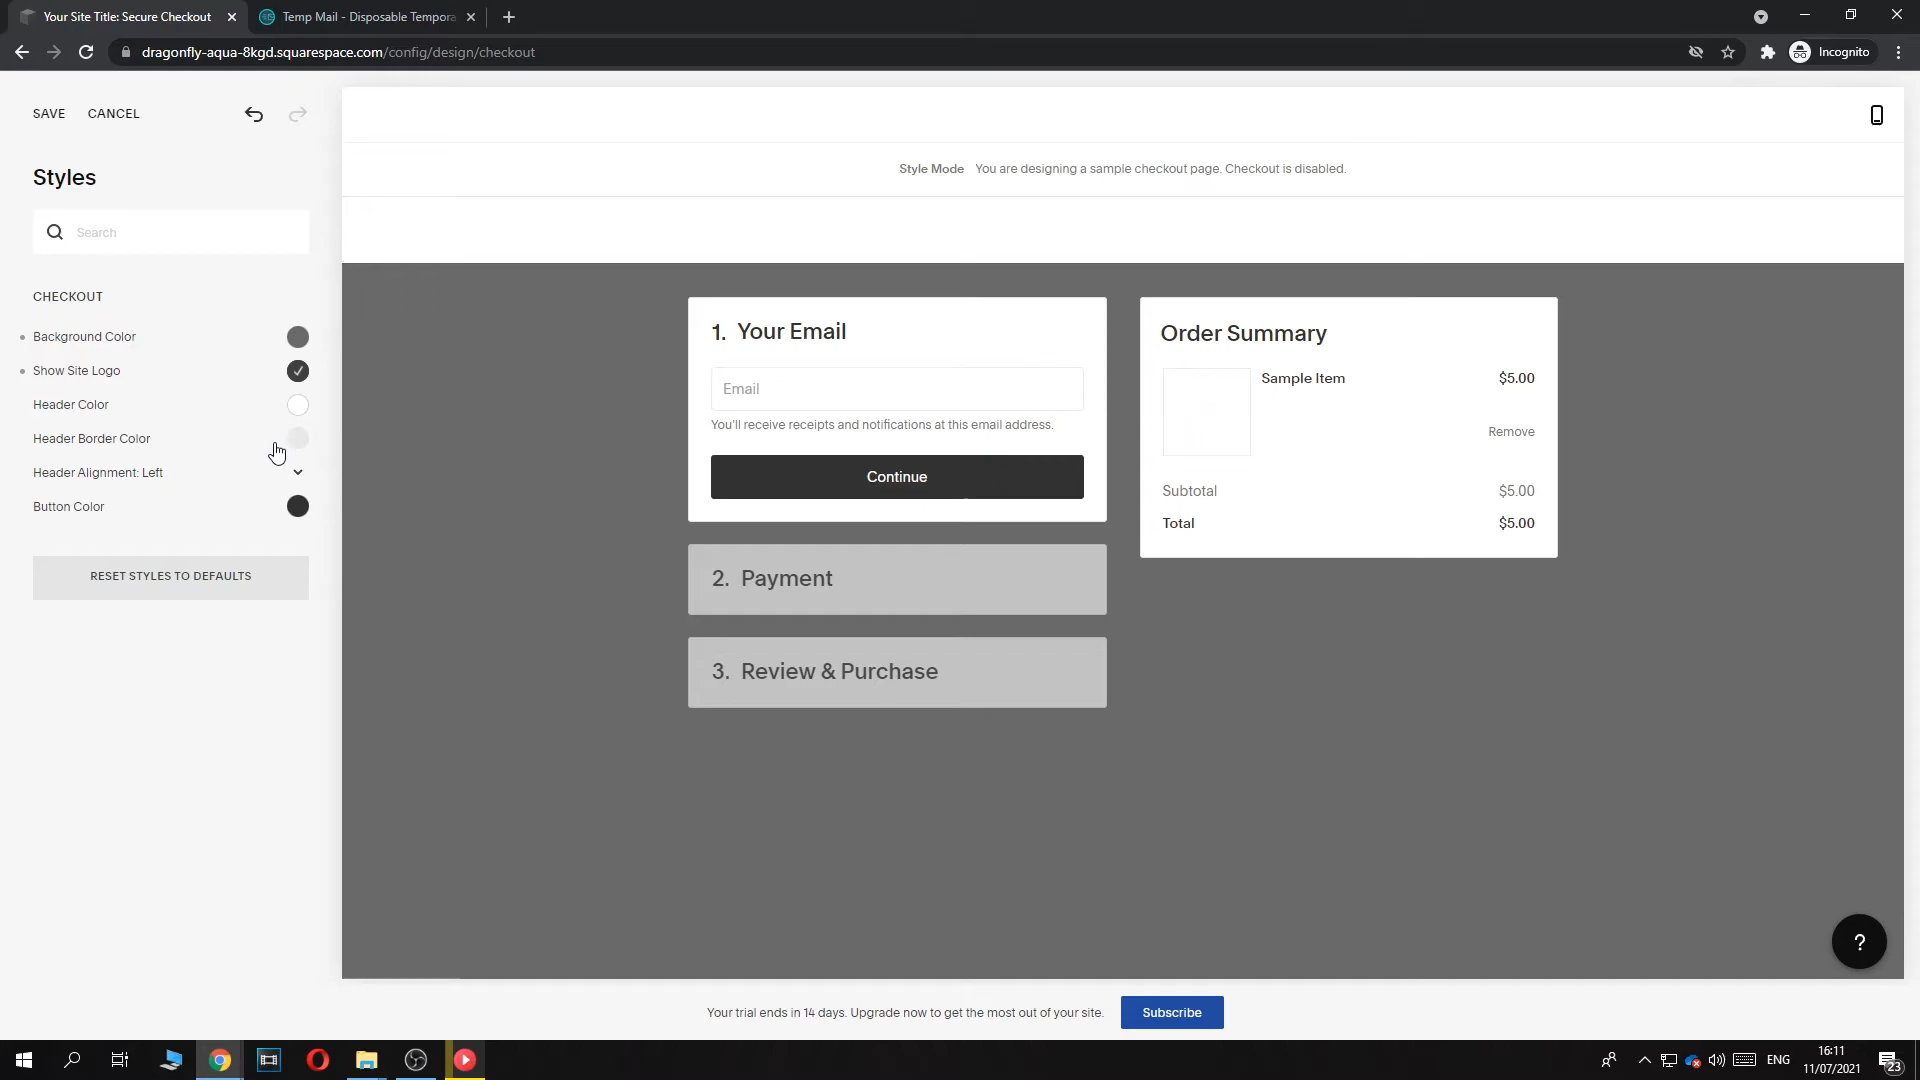 Your Site Title: Secure Checkout
Temp Mail - Disposable Tempora
dragonfly-aqua-8kgd.squarespace.com/config/design/checkout
Incognito
SAVE CANCEL
Styles
Search
CHECKOUT
Background Color
Show Site Logo
Header Color
Header Border Color
Header Alignment: Left
Button Color
RESET STYLES TO DEFAULTS
Style Mode You are designing a sample checkout page. Checkout is disabled.
1. Your Email
Email
You'll receive receipts and notifications at this email address.
Continue
2. Payment
3. Review & Purchase
Order Summary
Sample Item $5.00
Remove
Subtotal $5.00
Total $5.00
?
Your trial ends in 14 days. Upgrade now to get the most out of your site.
Subscribe
ENG
16:11
11/07/2021
23